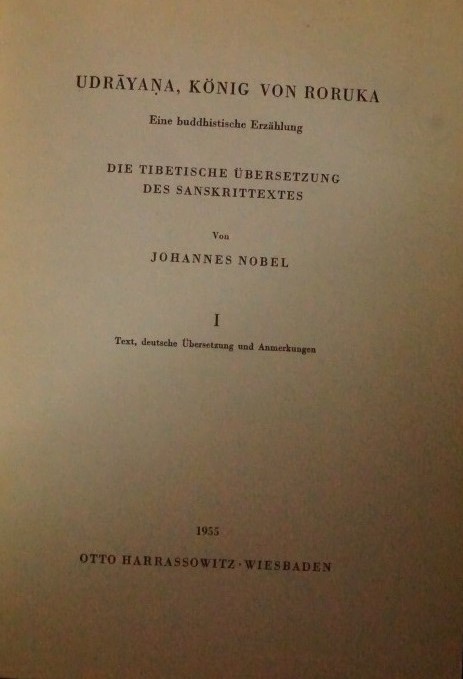 UDRĀYAṆA, KÖNIG VON RORUKA
Eine buddhistische Erzählung
DIE TIBETISCHE ÜBERSETZUNG
DES SANSKRITTEXTES
Von
JOHANNES NOBEL
I
Text, deutsche Übersetzung und Anmerkungen
1955
OTTO HARRASSOWITZ · WIESBADEN